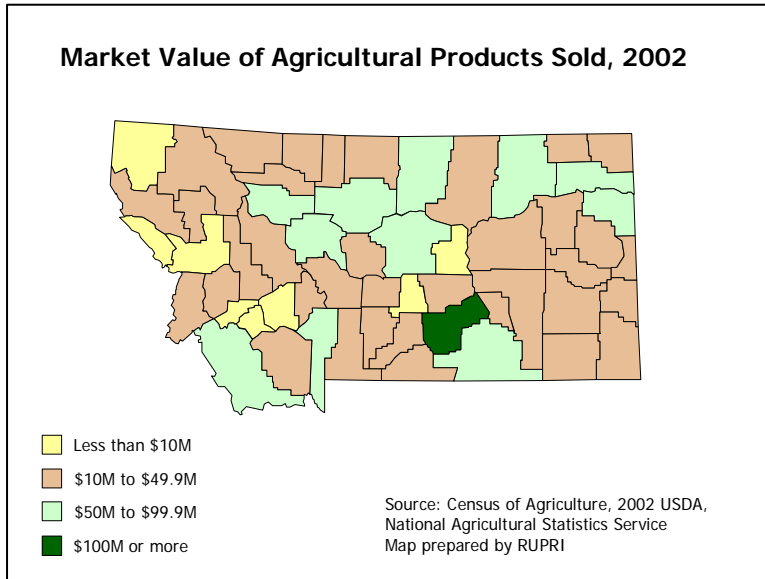 Market Value of Agricultural Products Sold, 2002
Less than $10M
$10M to $49.9M
$50M to $99.9M
$100M or more
Source: Census of Agriculture, 2002 USDA,
National Agricultural Statistics Service
Map prepared by RUPRI